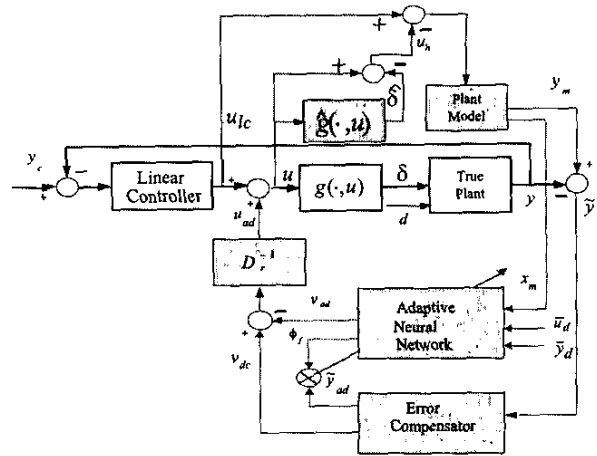 +
−
−
u_h
+
−
δ̂
Plant
Model
y_m
ĝ(·,u)
u_lc
y_c
−
+
+
Linear
Controller
+
u
g(·,u)
δ
d
True
Plant
y
−
ỹ
u_ad
+
D_r^-1
x_m
v_ad
−
+
ϕ_f
Adaptive
Neural
Network
ū_d
ȳ_d
v_dc
ỹ_ad
Error
Compensator